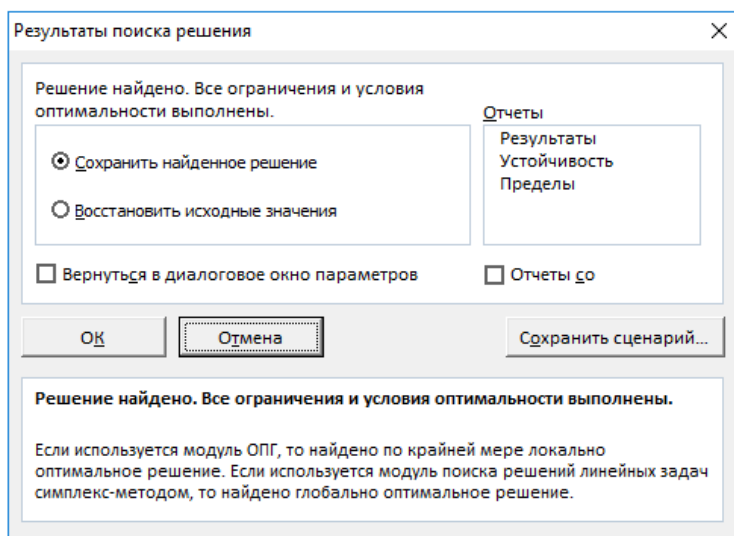 Результаты поиска решения
Решение найдено. Все ограничения и условия
оптимальности выполнены.
Отчеты
Результаты
Устойчивость
Пределы
Сохранить найденное решение
Восстановить исходные значения
Вернуться в диалоговое окно параметров
Отчеты со
ОК
Отмена
Сохранить сценарий...
Решение найдено. Все ограничения и условия оптимальности выполнены.
Если используется модуль ОПГ, то найдено по крайней мере локально
оптимальное решение. Если используется модуль поиска решений линейных задач
симплекс-методом, то найдено глобально оптимальное решение.